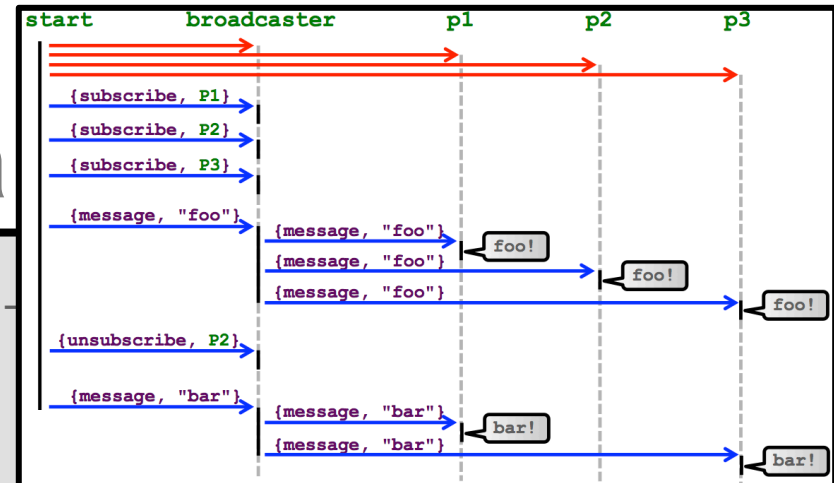 start broadcaster p1 p2 p3
{subscribe, P1}
{subscribe, P2}
{subscribe, P3}
{message, "foo"}
{message, "foo"}
foo!
{message, "foo"}
foo!
{message, "foo"}
foo!
{unsubscribe, P2}
{message, "bar"}
{message, "bar"}
bar!
{message, "bar"}
bar!